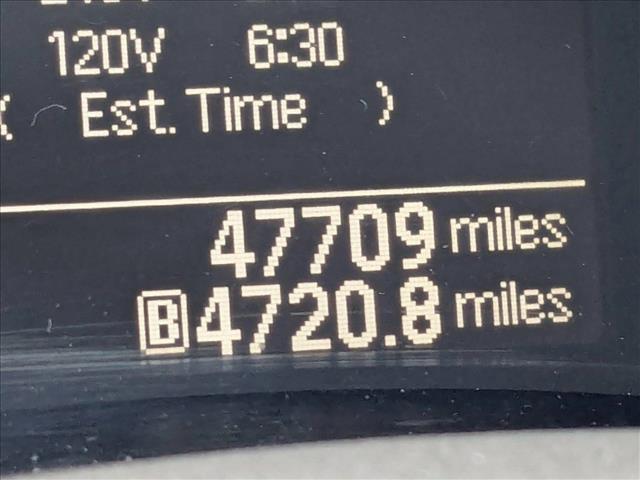 120V 6:30
( Est. Time )
47709 miles
B 4720.8 miles